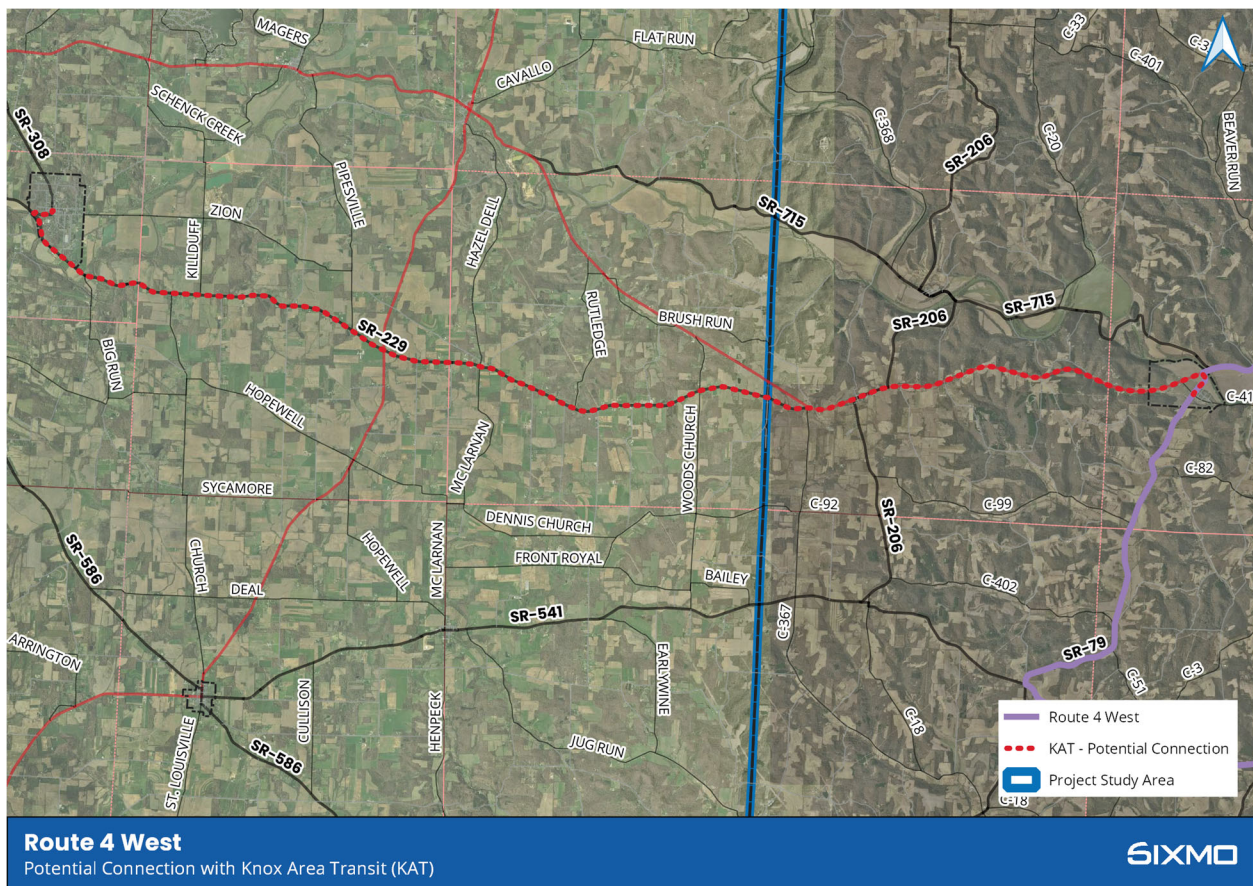 MAGERS
FLAT RUN
C-33
C-3
C-401
CAVALLO
SCHENCK CREEK
C-368
SR-308
BEAVER RUN
SR-206
C-20
PIPESVILLE
ZION
HAZEL DELL
SR-715
KILLDUFF
RUTLEDGE
SR-715
BRUSH RUN
SR-206
SR-229
BIG RUN
HOPEWELL
C-41
WOODS CHURCH
MC LARNAN
C-82
SYCAMORE
C-92
C-99
DENNIS CHURCH
SR-206
SR-586
CHURCH
HOPEWELL
MC LARNAN
FRONT ROYAL
BAILEY
DEAL
C-402
SR-541
C-367
ARRINGTON
SR-79
EARLYWINE
C-51
C-3
CULLISON
HENPECK
C-18
ST. LOUISVILLE
JUG RUN
SR-586
C-18
Route 4 West
KAT - Potential Connection
Project Study Area
Route 4 West
Potential Connection with Knox Area Transit (KAT)
SIXMO